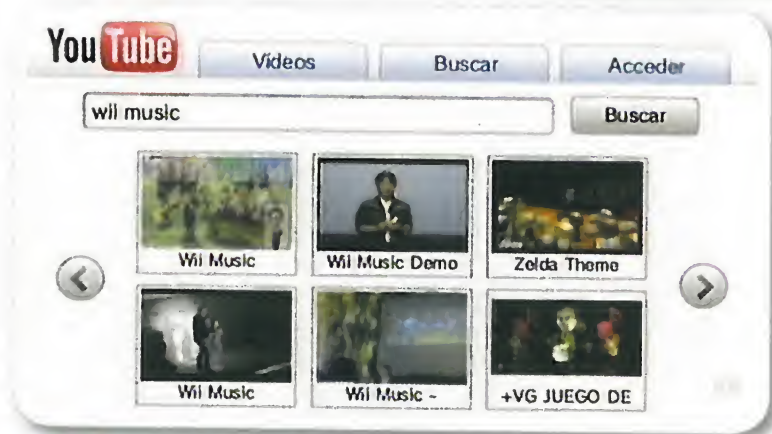 YouTube Vídeos Buscar Acceder
wii music Buscar
Wii Music Wii Music Demo Zelda Theme
Wii Music Wii Music ~ +VG JUEGO DE